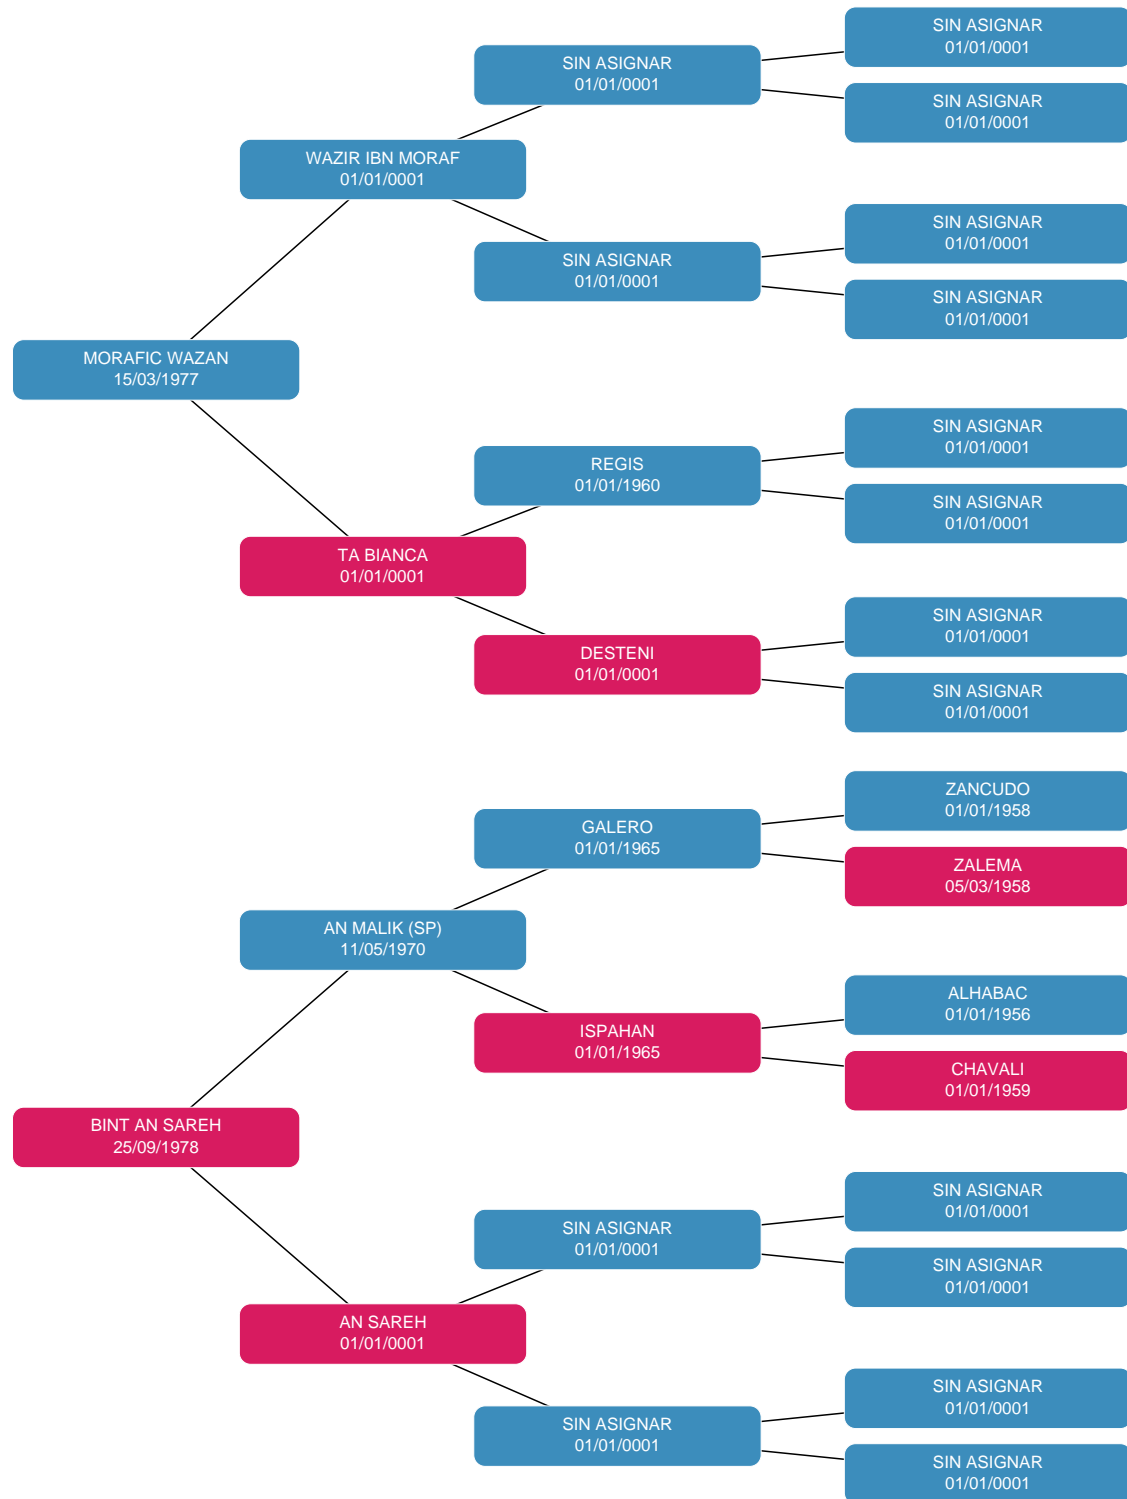 SIN ASIGNAR
01/01/0001
SIN ASIGNAR
01/01/0001
SIN ASIGNAR
01/01/0001
WAZIR IBN MORAF
01/01/0001
SIN ASIGNAR
01/01/0001
SIN ASIGNAR
01/01/0001
SIN ASIGNAR
01/01/0001
MORAFIC WAZAN
15/03/1977
SIN ASIGNAR
01/01/0001
REGIS
01/01/1960
SIN ASIGNAR
01/01/0001
TA BIANCA
01/01/0001
SIN ASIGNAR
01/01/0001
DESTENI
01/01/0001
SIN ASIGNAR
01/01/0001
ZANCUDO
01/01/1958
GALERO
01/01/1965
ZALEMA
05/03/1958
AN MALIK (SP)
11/05/1970
ALHABAC
01/01/1956
ISPAHAN
01/01/1965
CHAVALI
01/01/1959
BINT AN SAREH
25/09/1978
SIN ASIGNAR
01/01/0001
SIN ASIGNAR
01/01/0001
SIN ASIGNAR
01/01/0001
AN SAREH
01/01/0001
SIN ASIGNAR
01/01/0001
SIN ASIGNAR
01/01/0001
SIN ASIGNAR
01/01/0001